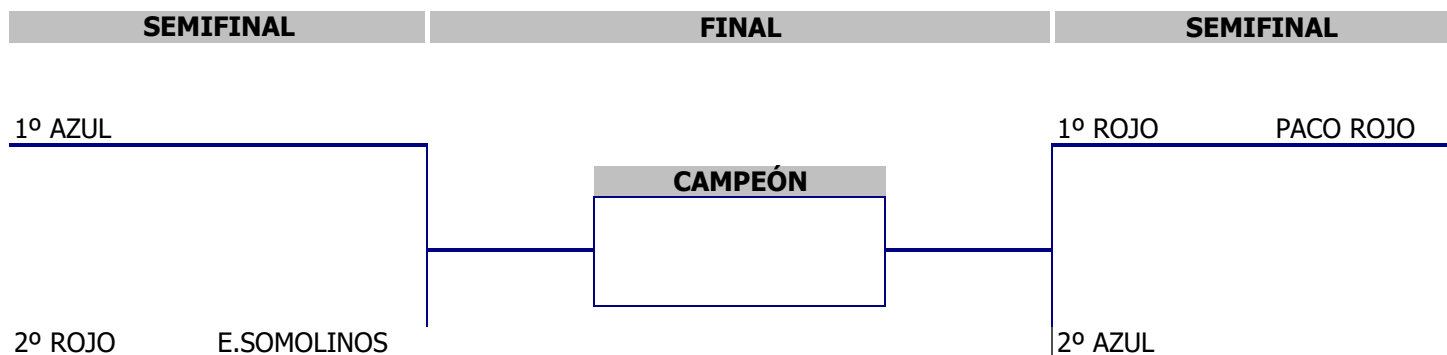 SEMIFINAL FINAL SEMIFINAL
1º AZUL 1º ROJO PACO ROJO
CAMPEÓN
2º ROJO E.SOMOLINOS 2º AZUL